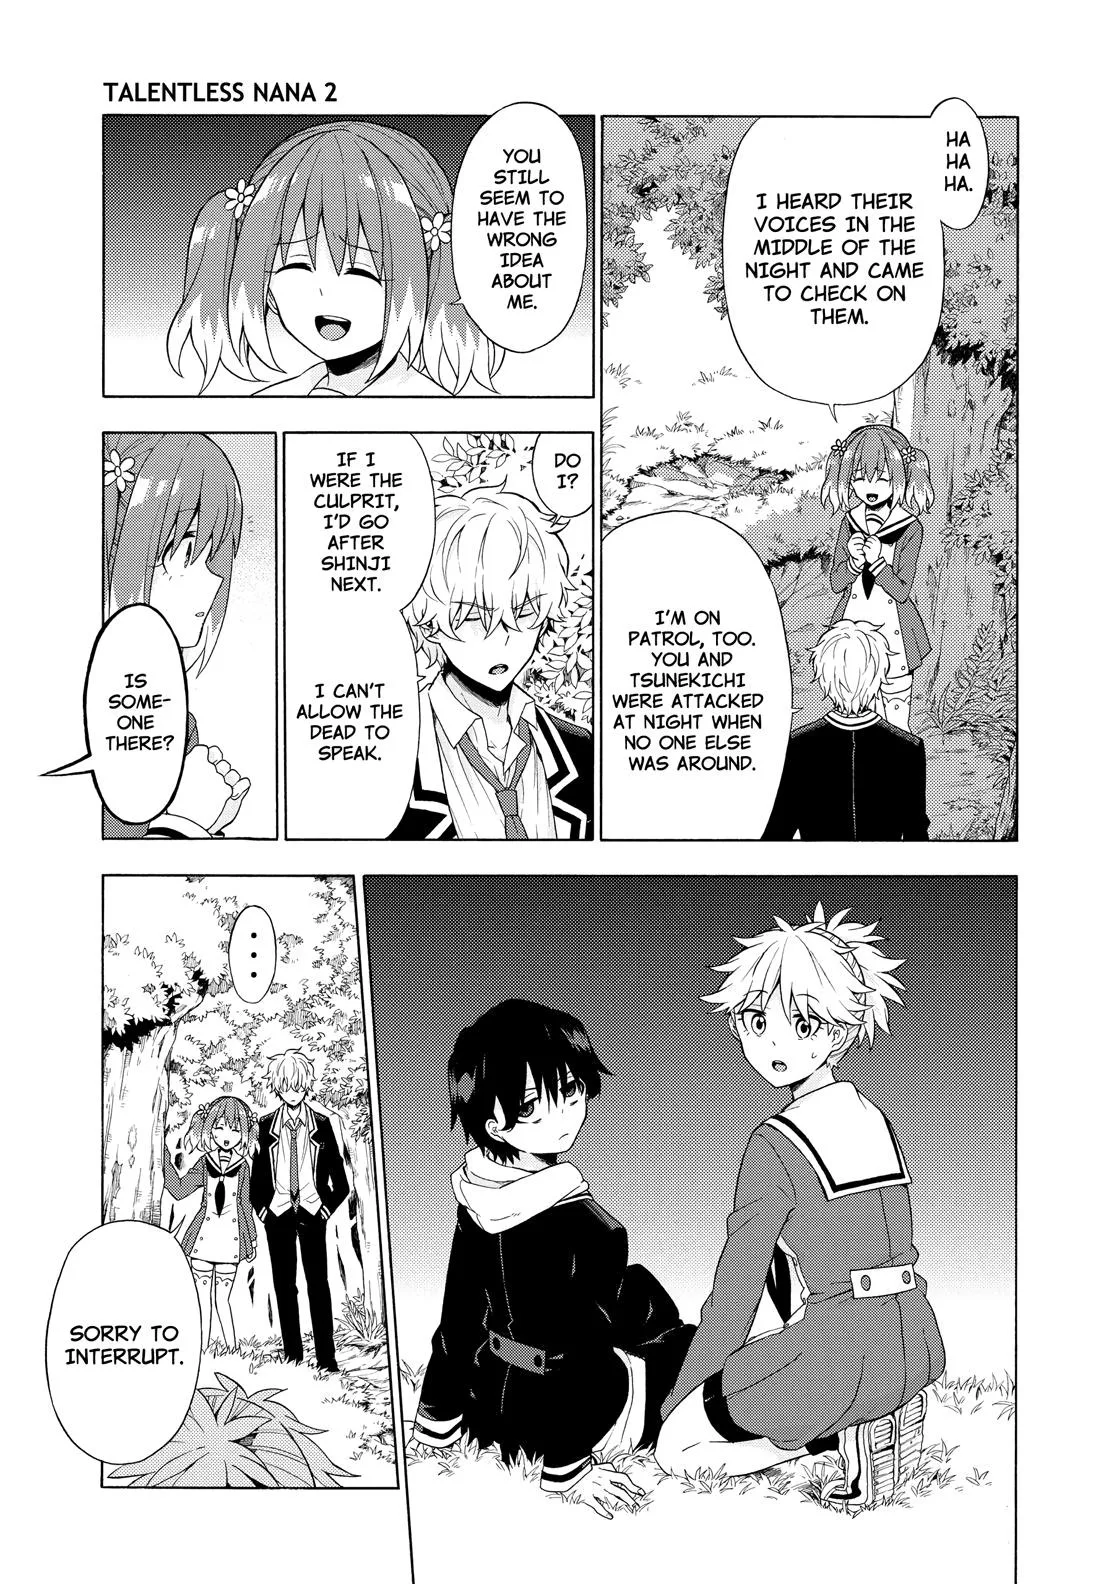 TALENTLESS NANA 2
HA
HA
HA.
I HEARD THEIR
VOICES IN THE
MIDDLE OF THE
NIGHT AND CAME
TO CHECK ON
THEM.
I'M ON
PATROL, TOO.
YOU AND
TSUNEKICHI
WERE ATTACKED
AT NIGHT WHEN
NO ONE ELSE
WAS AROUND.
YOU
STILL
SEEM TO
HAVE THE
WRONG
IDEA
ABOUT
ME.
DO
I?
IF I
WERE THE
CULPRIT,
I'D GO
AFTER
SHINJI
NEXT.
I CAN'T
ALLOW THE
DEAD TO
SPEAK.
IS
SOME-
ONE
THERE?
...
SORRY TO
INTERRUPT.